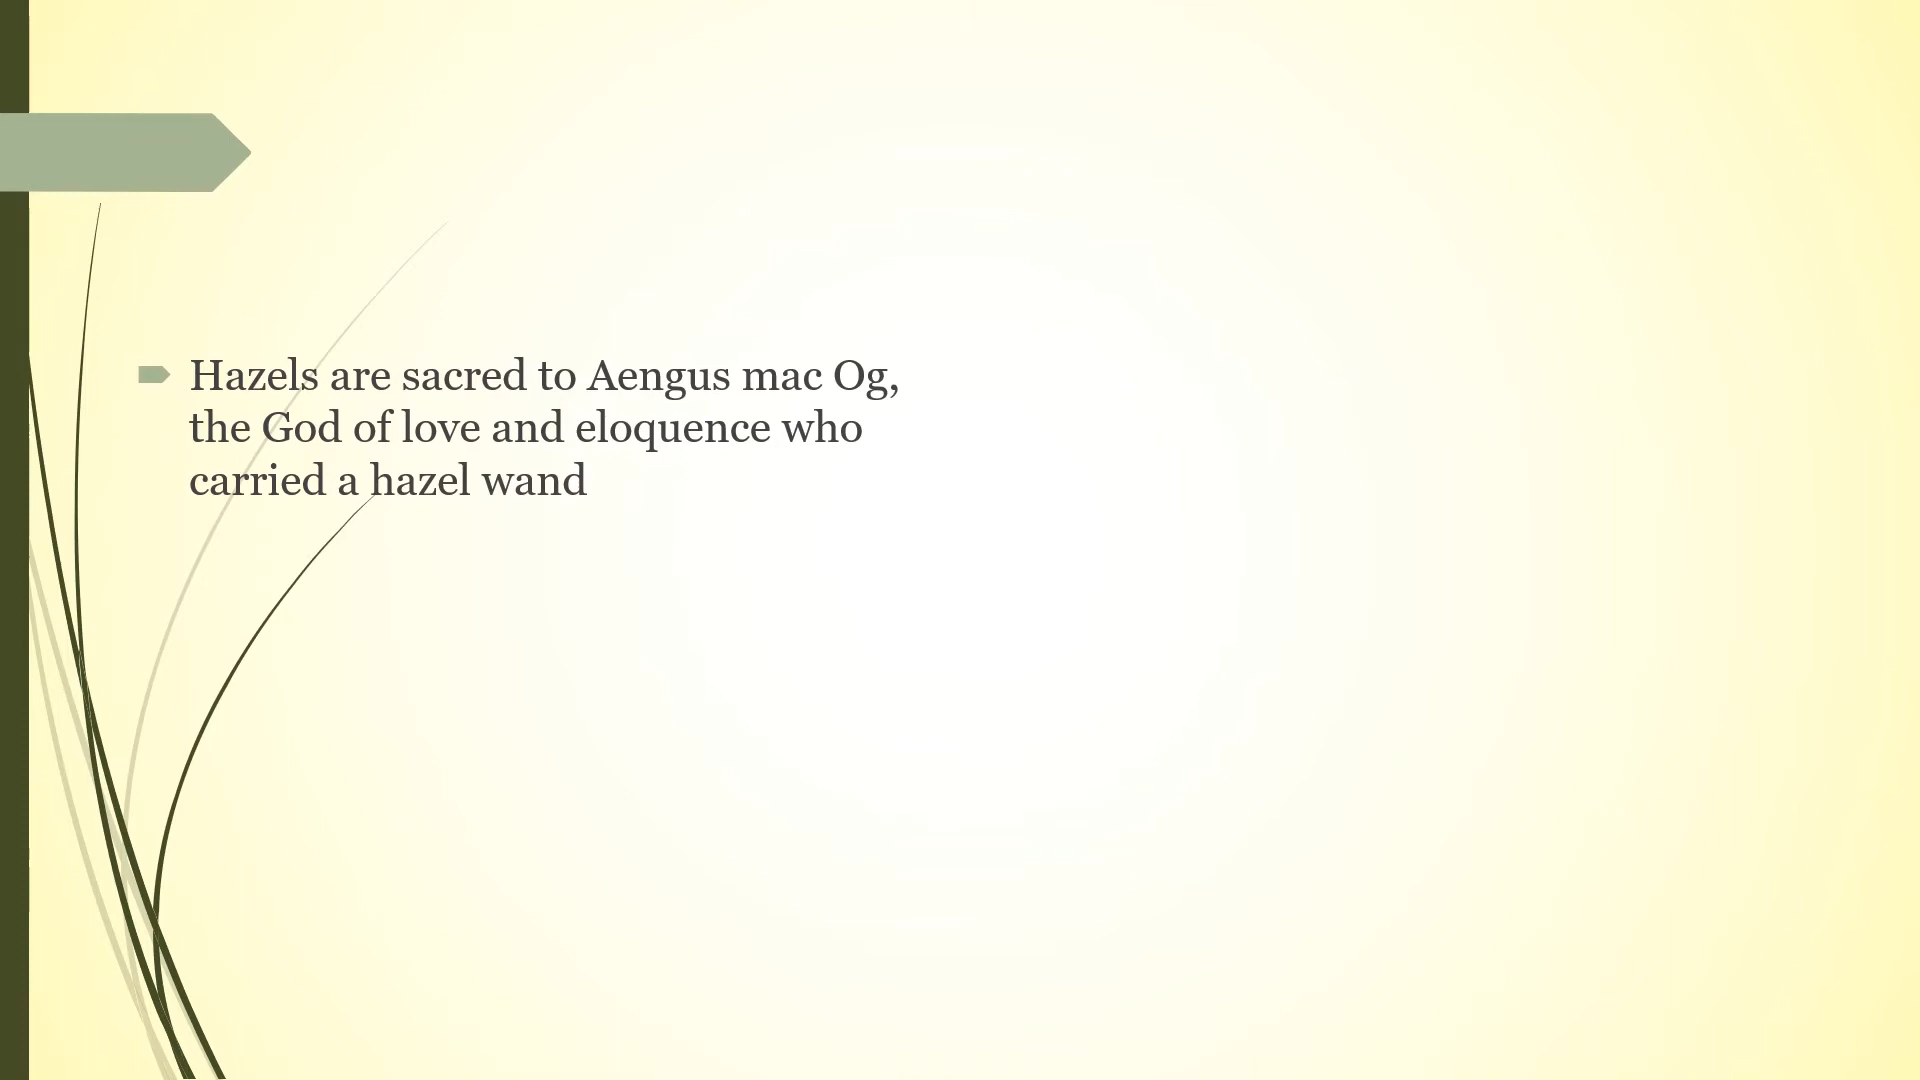 Hazels are sacred to Aengus mac Og,
the God of love and eloquence who
carried a hazel wand